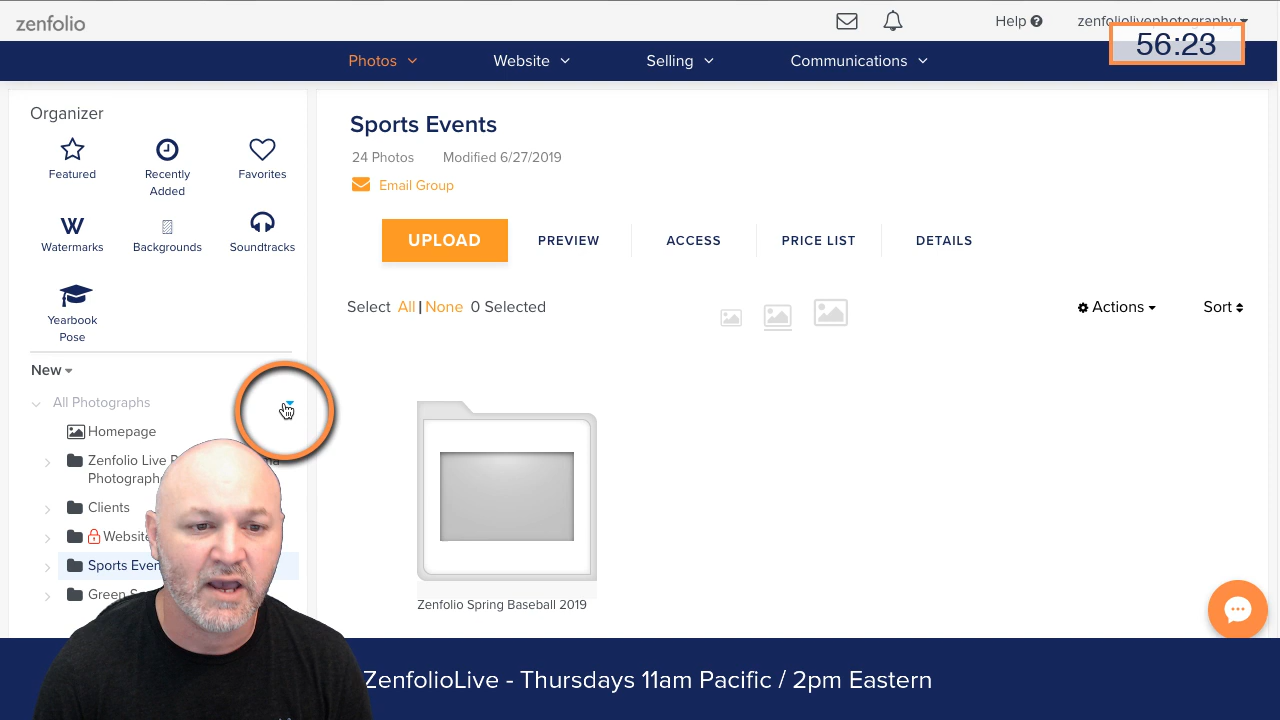 zenfolio
Help
zenfoliolivephotography
56:23
Photos
Website
Selling
Communications
Organizer
Featured
Recently
Added
Favorites
Watermarks
Backgrounds
Soundtracks
Yearbook
Pose
New
All Photographs
Homepage
Zenfolio Live
Clients
Sports
Green
Sports Events
24 Photos Modified 6/27/2019
Email Group
UPLOAD
PREVIEW
ACCESS
PRICE LIST
DETAILS
Select All | None 0 Selected
Actions
Sort
Zenfolio Spring Baseball 2019
ZenfolioLive - Thursdays 11am Pacific / 2pm Eastern